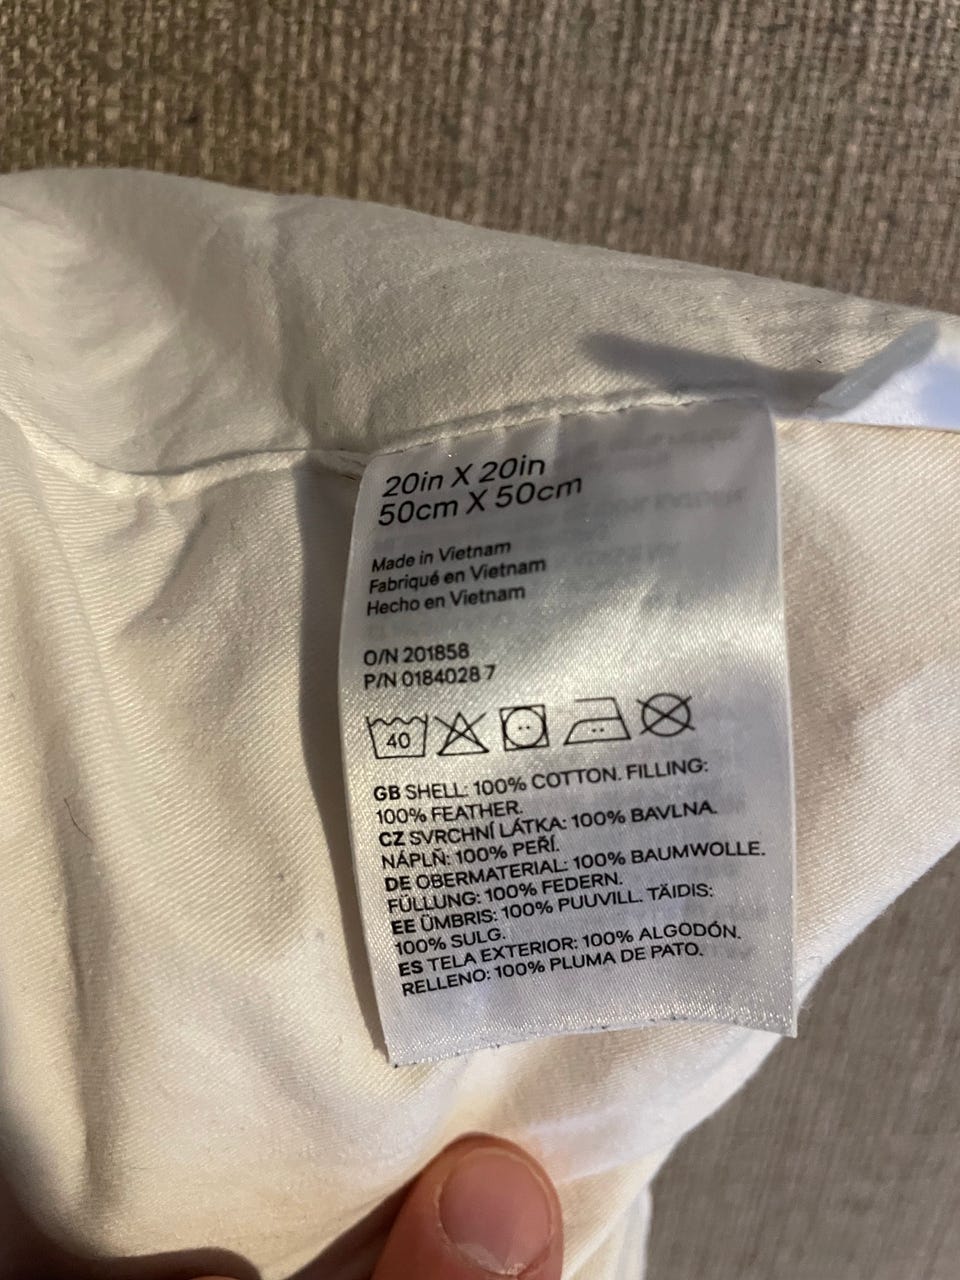 20in X 20in
50cm X 50cm
Made in Vietnam
Fabriqué en Vietnam
Hecho en Vietnam
O/N 201858
P/N 0184028 7
40
GB SHELL: 100% COTTON. FILLING:
100% FEATHER.
CZ SVRCHNÍ LÁTKA: 100% BAVLNA.
NÁPLŇ: 100% PEŘÍ.
DE OBERMATERIAL: 100% BAUMWOLLE.
FÜLLUNG: 100% FEDERN.
EE ÜMBRIS: 100% PUUVILL. TÄIDIS:
100% SULG.
ES TELA EXTERIOR: 100% ALGODÓN.
RELLENO: 100% PLUMA DE PATO.